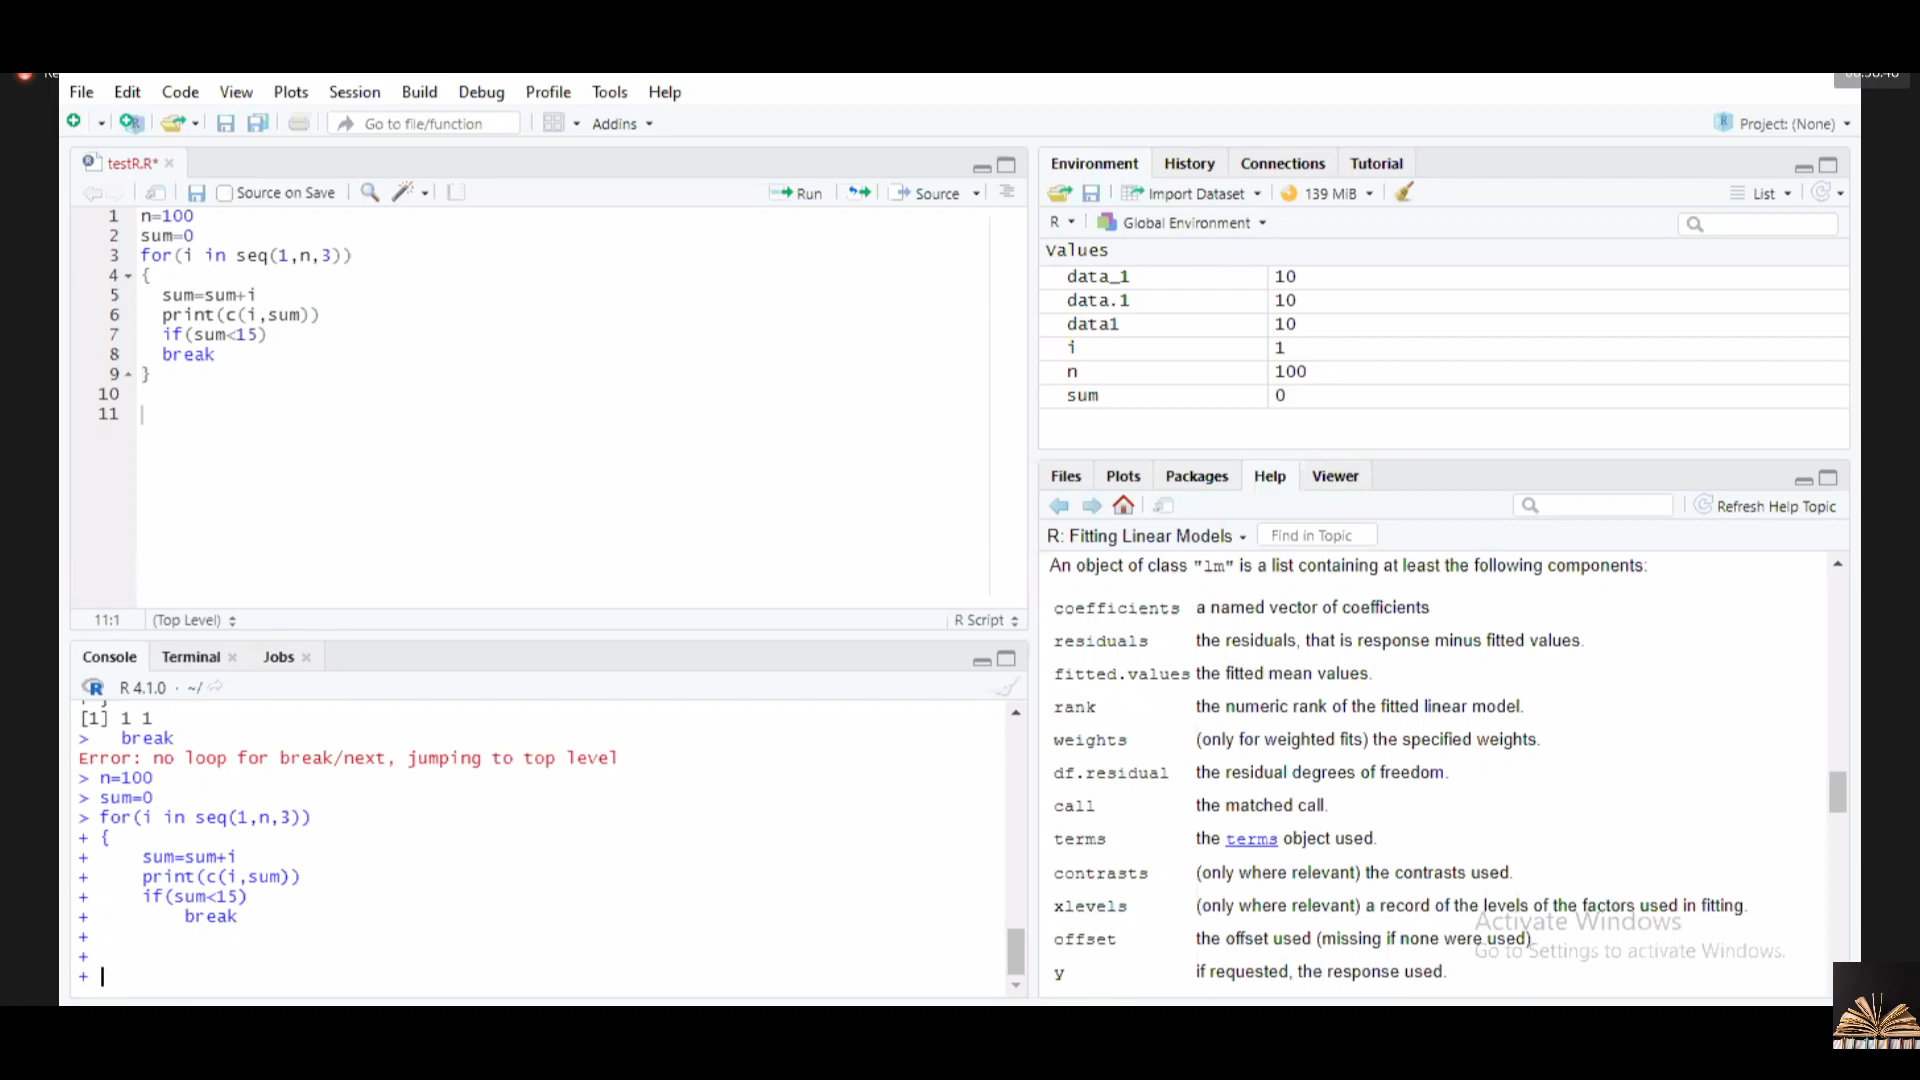 File Edit Code View Plots Session Build Debug Profile Tools Help
Go to file/function Addins Project: (None)
testR.R*
Source on Save Run Source
1 n=100
2 sum=0
3 for(i in seq(1,n,3))
4 {
5 sum=sum+i
6 print(c(i,sum))
7 if(sum<15)
8 break
9 }
10
11
11:1 (Top Level) R Script
Console Terminal Jobs
R 4.1.0 · ~/
[1] 1 1
> break
Error: no loop for break/next, jumping to top level
> n=100
> sum=0
> for(i in seq(1,n,3))
+ {
+ sum=sum+i
+ print(c(i,sum))
+ if(sum<15)
+ break
+
+
+
Environment History Connections Tutorial
Import Dataset 139 MiB List
R Global Environment
Values
data_1 10
data.1 10
data1 10
i 1
n 100
sum 0
Files Plots Packages Help Viewer
Refresh Help Topic
R: Fitting Linear Models Find in Topic
An object of class "lm" is a list containing at least the following components:
coefficients a named vector of coefficients
residuals the residuals, that is response minus fitted values.
fitted.values the fitted mean values.
rank the numeric rank of the fitted linear model.
weights (only for weighted fits) the specified weights.
df.residual the residual degrees of freedom.
call the matched call.
terms the terms object used.
contrasts (only where relevant) the contrasts used.
xlevels (only where relevant) a record of the levels of the factors used in fitting.
offset the offset used (missing if none were used).
y if requested, the response used.
Activate Windows
Go to Settings to activate Windows.